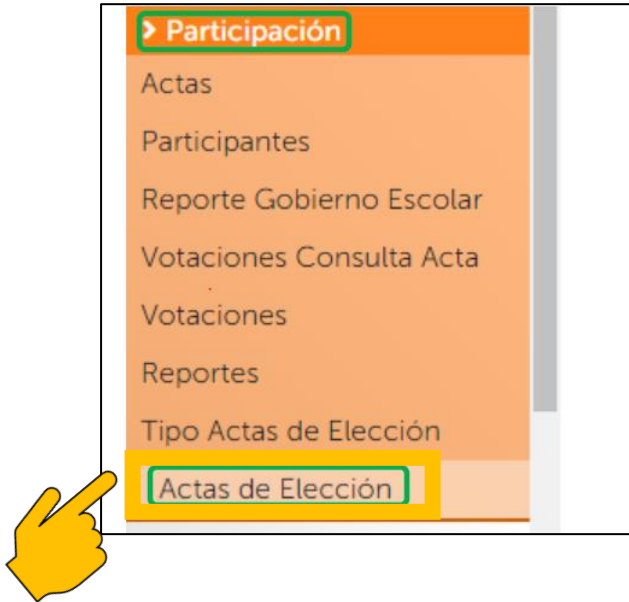 > Participación
Actas
Participantes
Reporte Gobierno Escolar
Votaciones Consulta Acta
Votaciones
Reportes
Tipo Actas de Elección
Actas de Elección